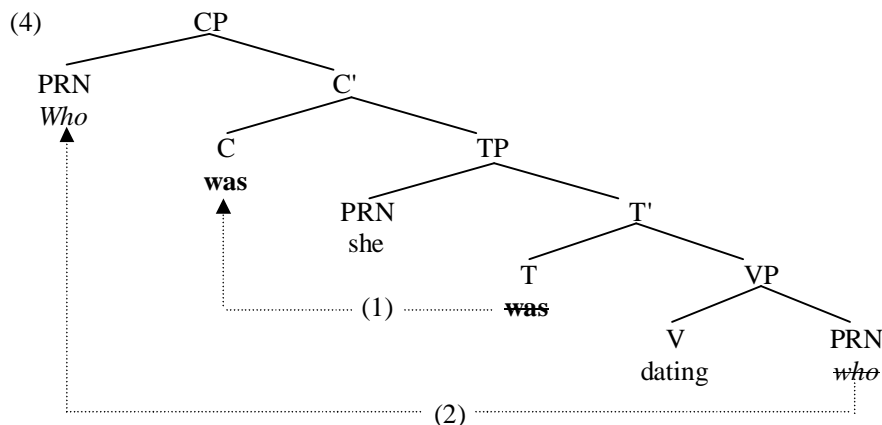 (4) CP
PRN C'
Who
C TP
was
PRN T'
she
T VP
(1) was
V PRN
dating who
(2)